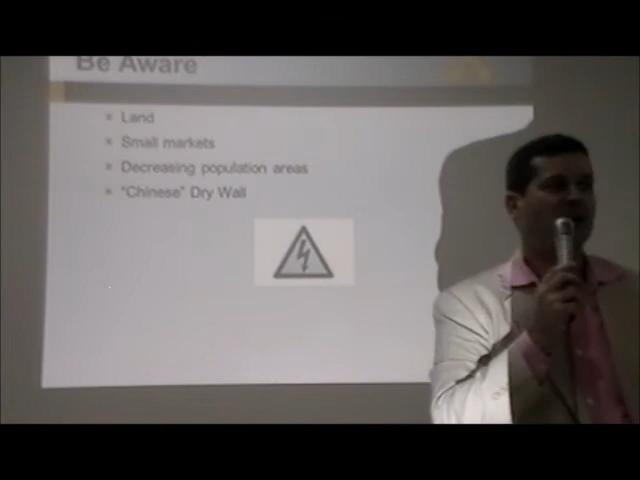 Be Aware
Land
Small markets
Decreasing population areas
"Chinese" Dry Wall